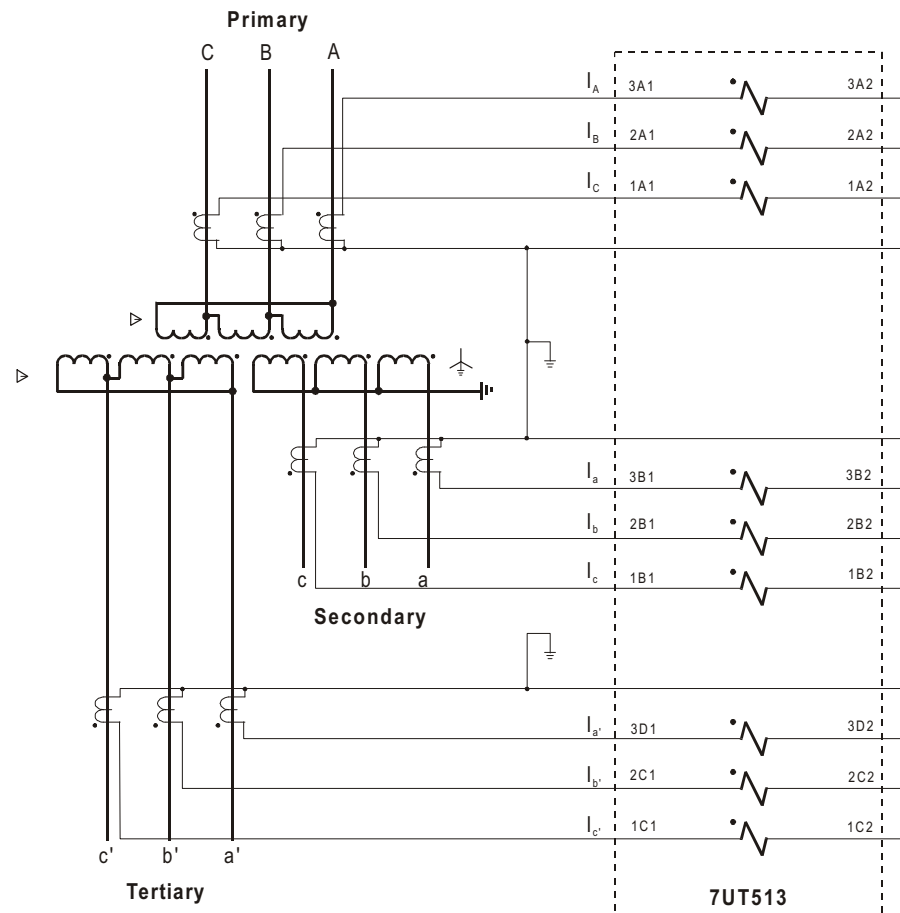 Primary
C B A
I_A 3A1 3A2
I_B 2A1 2A2
I_C 1A1 1A2
I_a 3B1 3B2
I_b 2B1 2B2
I_c 1B1 1B2
c b a
Secondary
I_a' 3D1 3D2
I_b' 2C1 2C2
I_c' 1C1 1C2
c' b' a'
Tertiary
7UT513